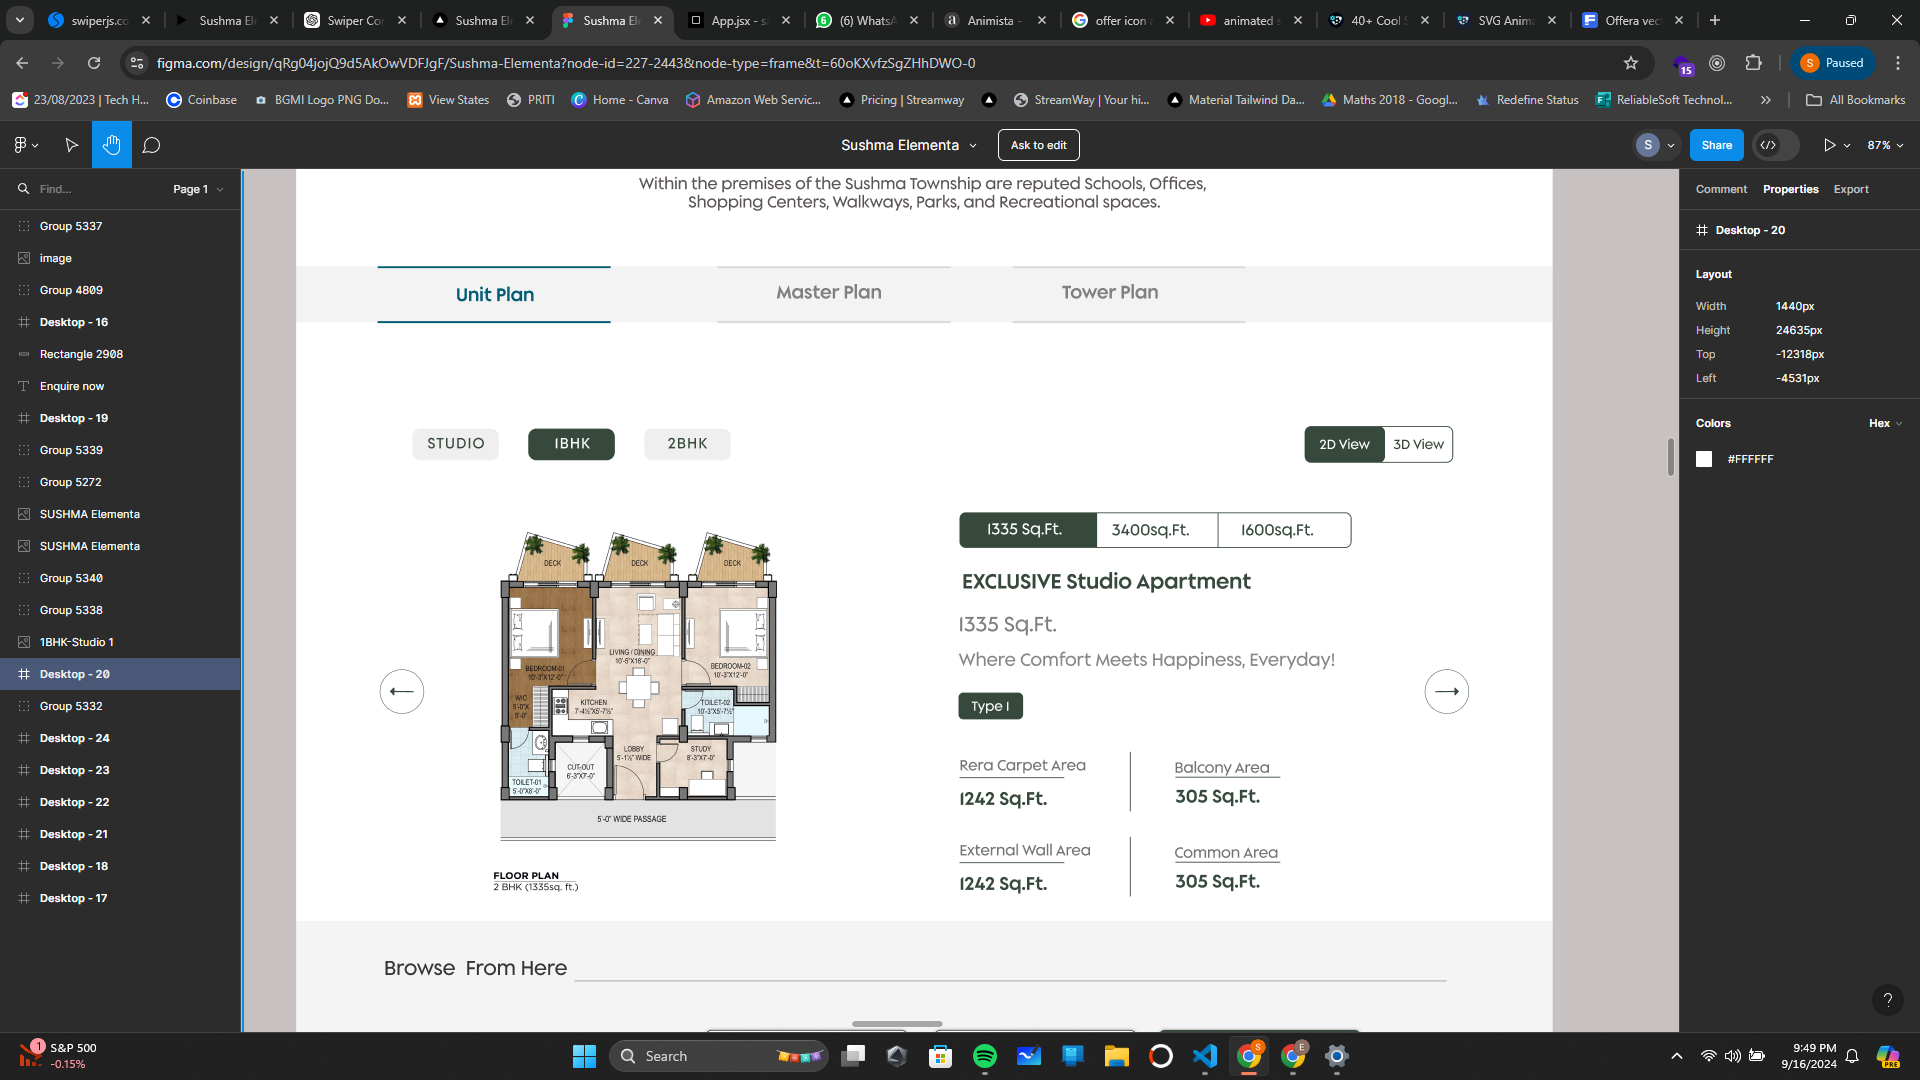 swiperjs.co
Sushma El
Swiper Cor
Sushma El
Sushma El
App.jsx - s
(6) WhatsA
Animista -
offer icon
animated s
40+ Cool S
SVG Anim
Offera vec
figma.com/design/qRg04jojQ9d5AkOwVDFJgF/Sushma-Elementa?node-id=227-2443&node-type=frame&t=60oKXvfzSgZHhDWO-0
15
S
Paused
23/08/2023 | Tech H...
Coinbase
BGMI Logo PNG Do...
View States
PRITI
Home - Canva
Amazon Web Servic...
Pricing | Streamway
StreamWay | Your hi...
Material Tailwind Da...
Maths 2018 - Googl...
Redefine Status
ReliableSoft Technol...
All Bookmarks
Sushma Elementa
Ask to edit
S
Share
87%
Find...
Page 1
Group 5337
image
Group 4809
Desktop - 16
Rectangle 2908
Enquire now
Desktop - 19
Group 5339
Group 5272
SUSHMA Elementa
SUSHMA Elementa
Group 5340
Group 5338
1BHK-Studio 1
Desktop - 20
Group 5332
Desktop - 24
Desktop - 23
Desktop - 22
Desktop - 21
Desktop - 18
Desktop - 17
Within the premises of the Sushma Township are reputed Schools, Offices,
Shopping Centers, Walkways, Parks, and Recreational spaces.
Unit Plan
Master Plan
Tower Plan
STUDIO
1BHK
2BHK
2D View
3D View
DECK
DECK
DECK
LIVING / DINING
10'-5"X18'-0"
BEDROOM-01
10'-3"X12'-0"
BEDROOM-02
10'-3"X12'-0"
WIC
5'-0"X
5'-0"
KITCHEN
7'-4½"X5'-7½"
TOILET-02
10'-3"X5'-7½"
LOBBY
5'-1½" WIDE
STUDY
8'-3"X7'-0"
CUT-OUT
6'-3"X7'-0"
TOILET-01
5'-0"X8'-0"
5'-0" WIDE PASSAGE
FLOOR PLAN
2 BHK (1335sq. ft.)
1335 Sq.Ft.
3400sq.Ft.
1600sq.Ft.
EXCLUSIVE Studio Apartment
1335 Sq.Ft.
Where Comfort Meets Happiness, Everyday!
Type I
Rera Carpet Area
1242 Sq.Ft.
Balcony Area
305 Sq.Ft.
External Wall Area
1242 Sq.Ft.
Common Area
305 Sq.Ft.
Browse From Here
Comment
Properties
Export
Desktop - 20
Layout
Width
1440px
Height
24635px
Top
-12318px
Left
-4531px
Colors
Hex
#FFFFFF
?
1
S&P 500
-0.15%
Search
S
E
9:49 PM
9/16/2024
PRE